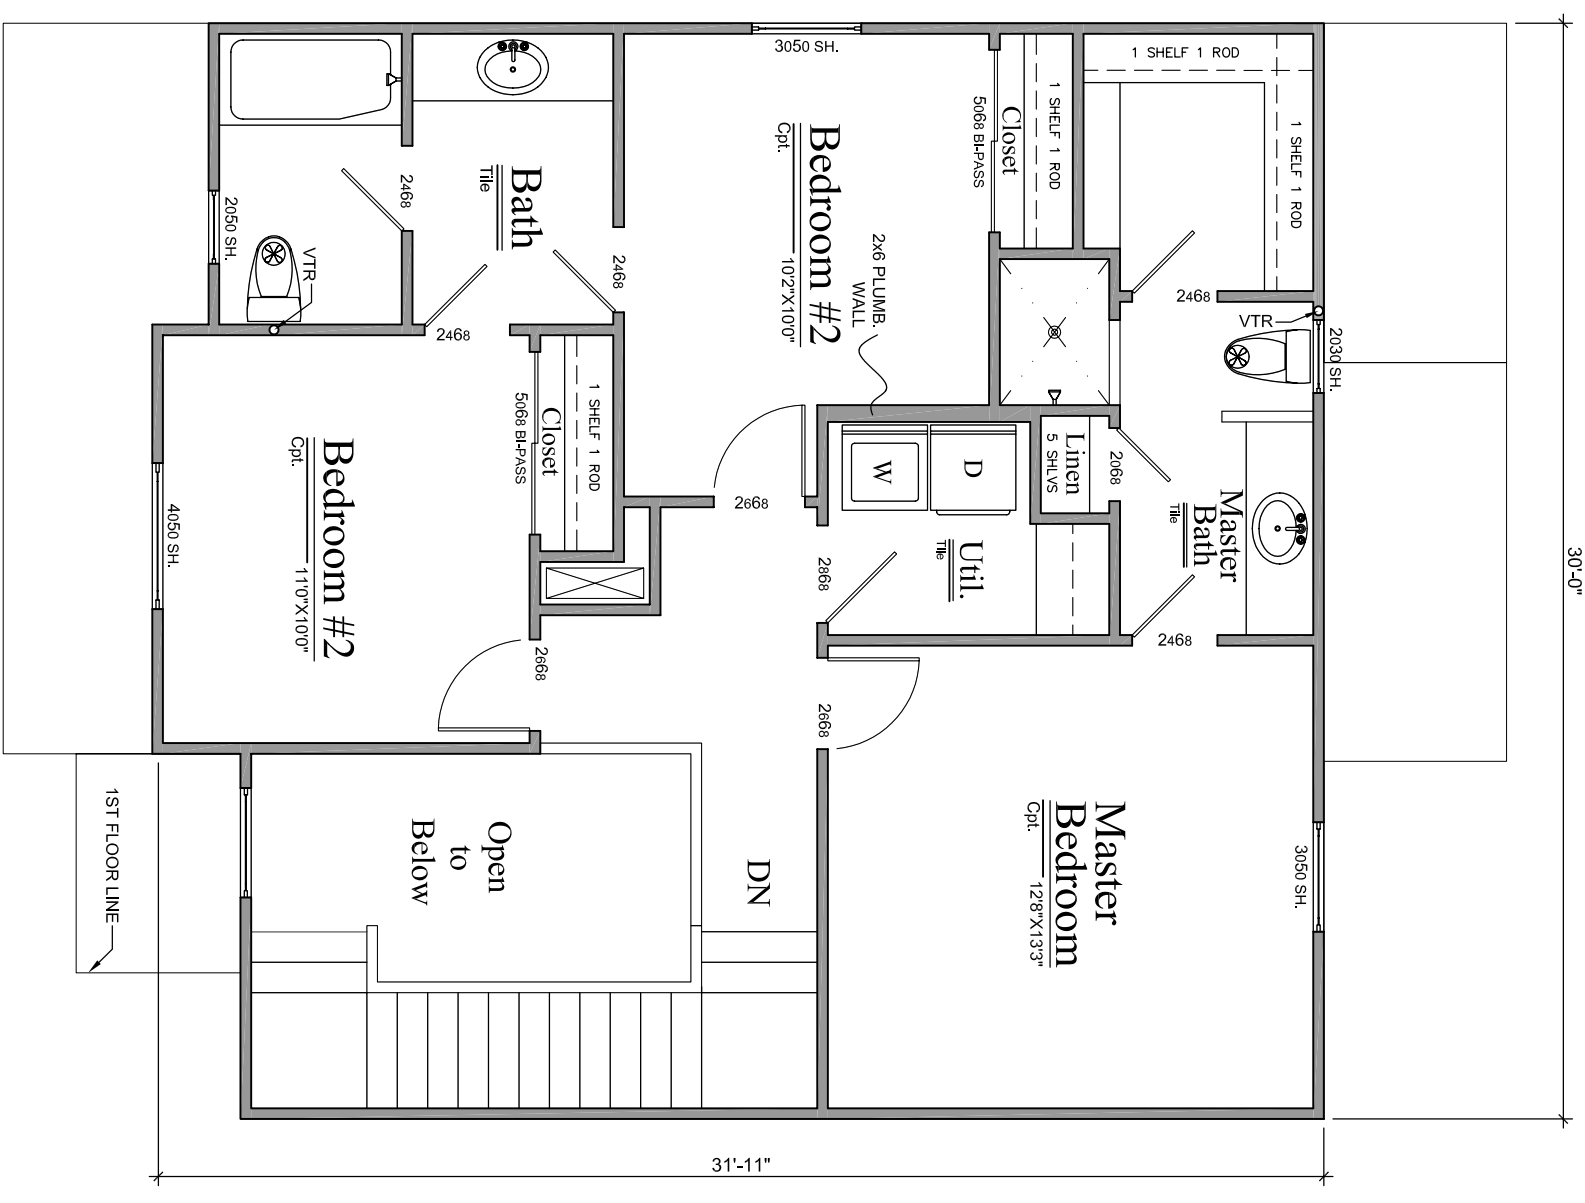 3050 SH.
1 SHELF 1 ROD
1 SHELF 1 ROD
1 SHELF 1 ROD
Closet
5068 BI-PASS
Bedroom #2
Cpt.
10'2"X10'0"
2x6 PLUMB.
WALL
Bath
Tile
2468
2468
2468
2050 SH.
VTR
2468
VTR
2030 SH.
Linen
5 SHLVS
2068
Master
Bath
Tile
2468
D
W
Util.
Tile
2868
2668
1 SHELF 1 ROD
Closet
5068 BI-PASS
Bedroom #2
Cpt.
11'0"X10'0"
4050 SH.
2668
2668
Master
Bedroom
Cpt.
12'8"X13'3"
3050 SH.
DN
Open
to
Below
1ST FLOOR LINE
30'-0"
31'-11"